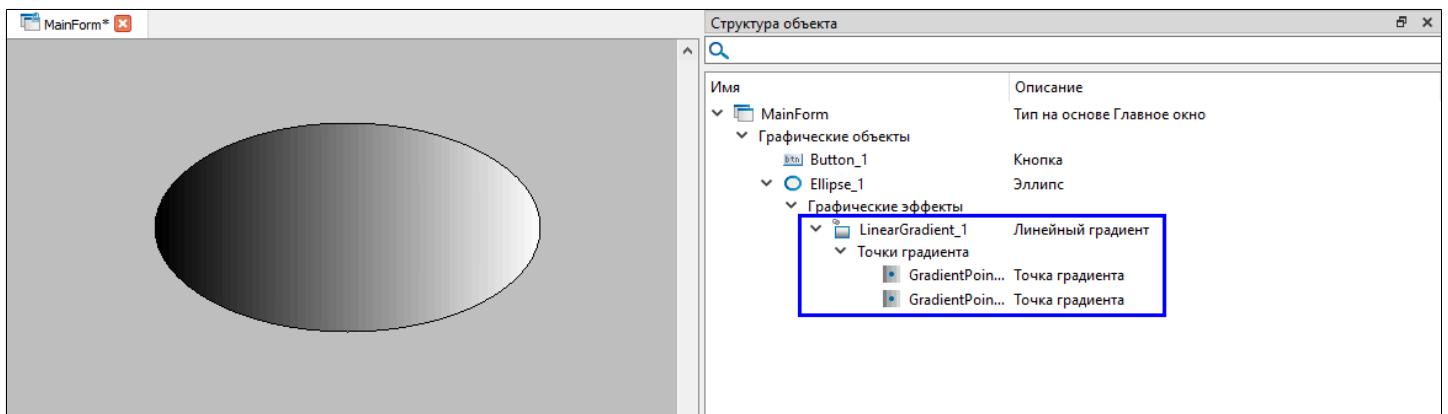 MainForm*
Структура объекта
Имя Описание
MainForm Тип на основе Главное окно
Графические объекты
btn Button_1 Кнопка
Ellipse_1 Эллипс
Графические эффекты
LinearGradient_1 Линейный градиент
Точки градиента
GradientPoin... Точка градиента
GradientPoin... Точка градиента